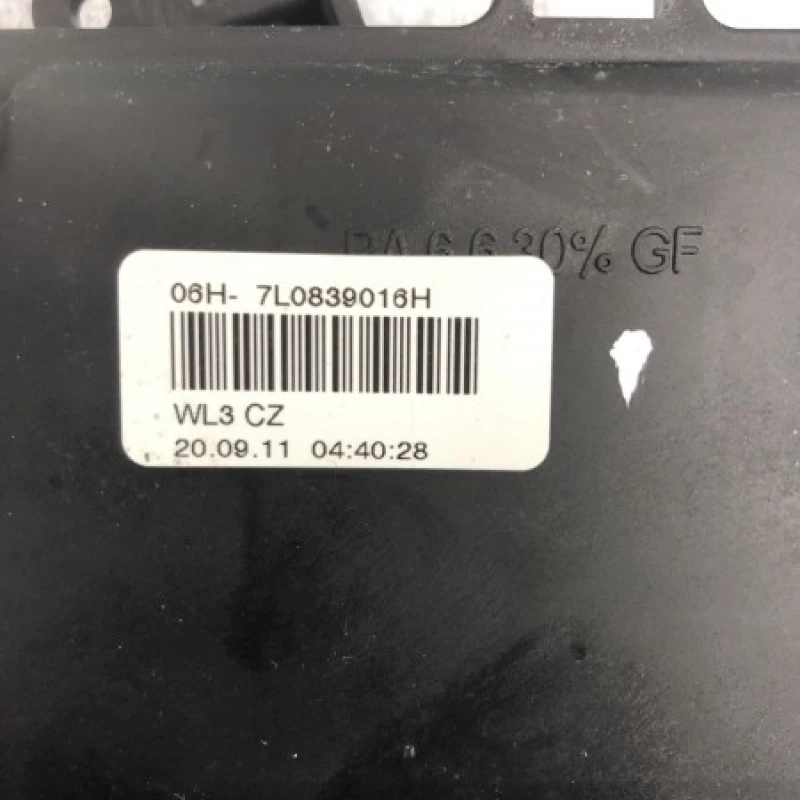 PA 6.6 30% GF
06H- 7L0839016H
WL3 CZ
20.09.11 04:40:28